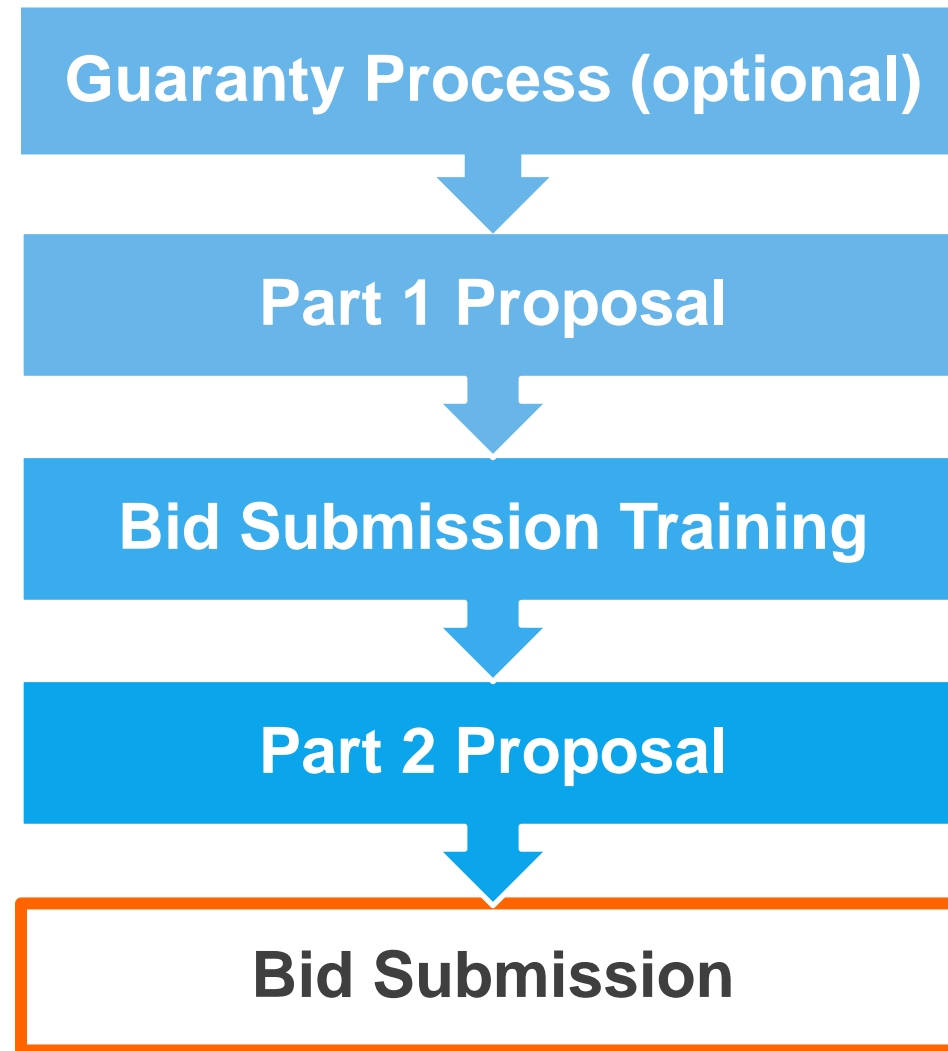 Guaranty Process (optional)
Part 1 Proposal
Bid Submission Training
Part 2 Proposal
Bid Submission